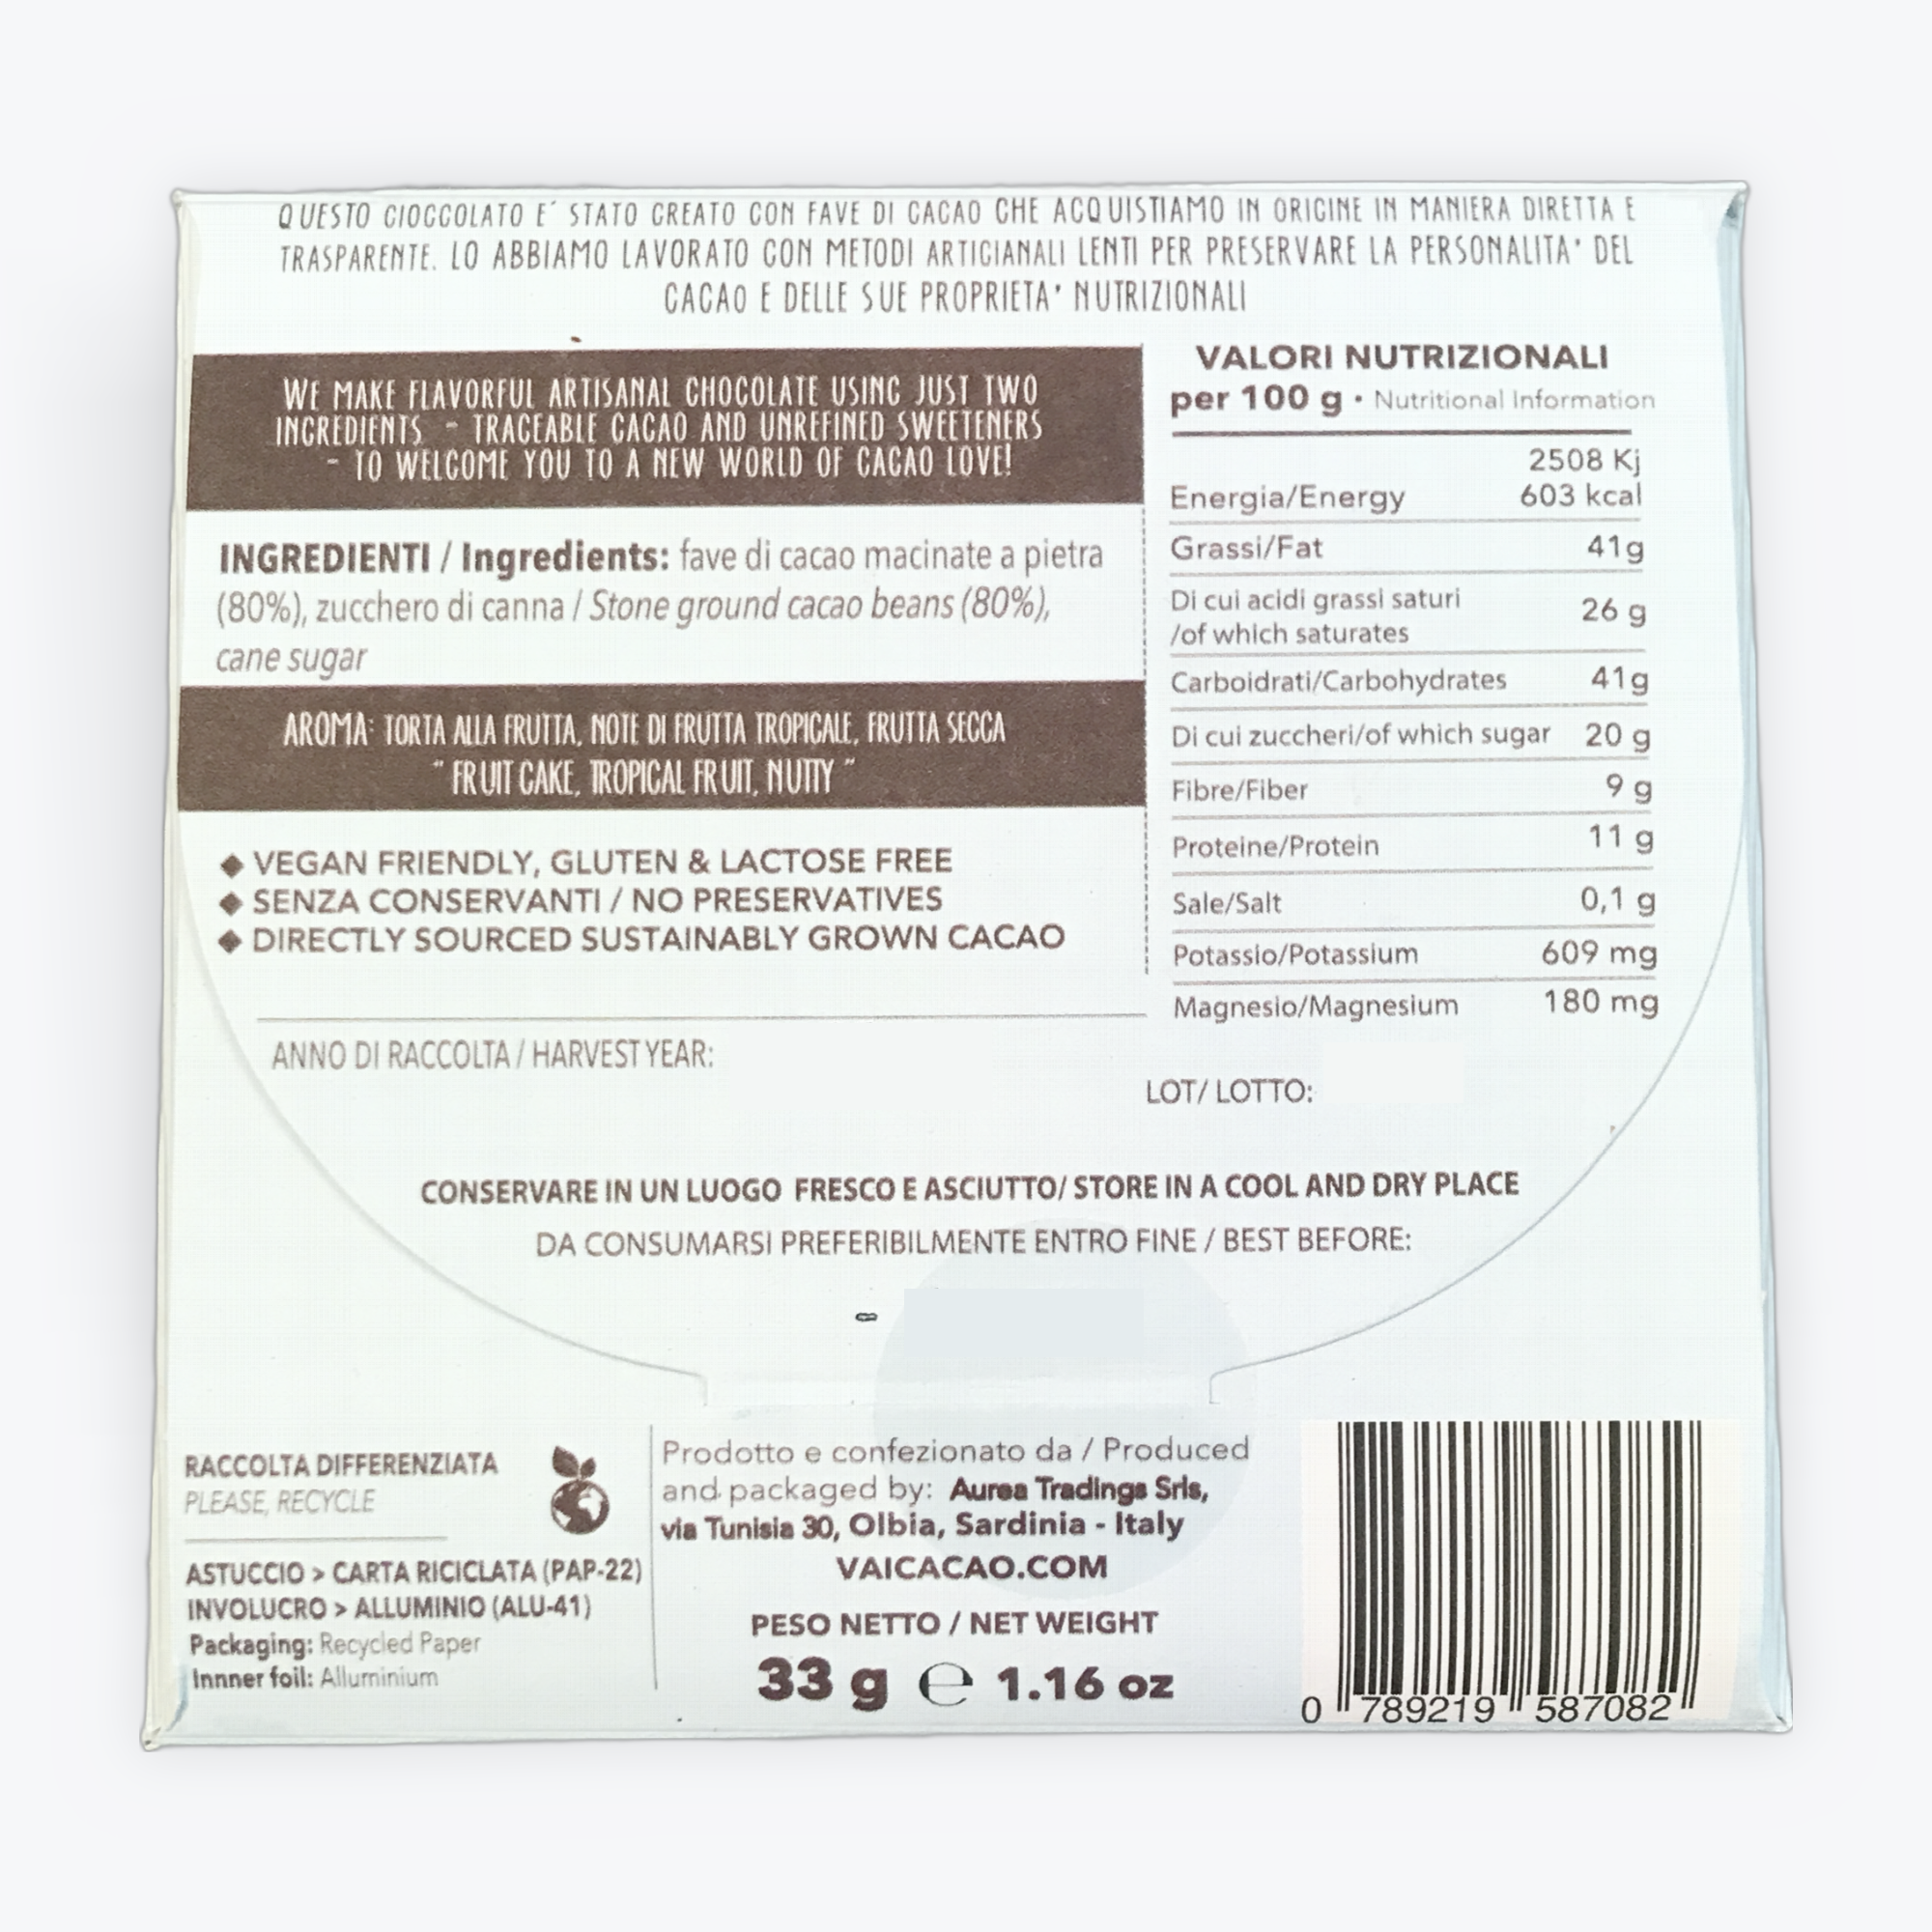 QUESTO CIOCCOLATO E´ STATO CREATO CON FAVE DI CACAO CHE ACQUISTIAMO IN ORIGINE IN MANIERA DIRETTA E
TRASPARENTE. LO ABBIAMO LAVORATO CON METODI ARTIGIANALI LENTI PER PRESERVARE LA PERSONALITA' DEL
CACAO E DELLE SUE PROPRIETA' NUTRIZIONALI
WE MAKE FLAVORFUL ARTISANAL CHOCOLATE USING JUST TWO
INGREDIENTS - TRACEABLE CACAO AND UNREFINED SWEETENERS
- TO WELCOME YOU TO A NEW WORLD OF CACAO LOVE!
INGREDIENTI / Ingredients: fave di cacao macinate a pietra
(80%), zucchero di canna / Stone ground cacao beans (80%),
cane sugar
AROMA: TORTA ALLA FRUTTA, NOTE DI FRUTTA TROPICALE, FRUTTA SECCA
" FRUIT CAKE, TROPICAL FRUIT, NUTTY "
◆ VEGAN FRIENDLY, GLUTEN & LACTOSE FREE
◆ SENZA CONSERVANTI / NO PRESERVATIVES
◆ DIRECTLY SOURCED SUSTAINABLY GROWN CACAO
VALORI NUTRIZIONALI
per 100 g • Nutritional Information
2508 Kj
Energia/Energy 603 kcal
Grassi/Fat 41g
Di cui acidi grassi saturi
/of which saturates 26 g
Carboidrati/Carbohydrates 41g
Di cui zuccheri/of which sugar 20 g
Fibre/Fiber 9 g
Proteine/Protein 11 g
Sale/Salt 0,1 g
Potassio/Potassium 609 mg
Magnesio/Magnesium 180 mg
ANNO DI RACCOLTA / HARVEST YEAR:
LOT/ LOTTO:
CONSERVARE IN UN LUOGO FRESCO E ASCIUTTO/ STORE IN A COOL AND DRY PLACE
DA CONSUMARSI PREFERIBILMENTE ENTRO FINE / BEST BEFORE:
RACCOLTA DIFFERENZIATA
PLEASE, RECYCLE
ASTUCCIO > CARTA RICICLATA (PAP-22)
INVOLUCRO > ALLUMINIO (ALU-41)
Packaging: Recycled Paper
Innner foil: Alluminium
Prodotto e confezionato da / Produced
and packaged by: Aurea Tradings Srls,
via Tunisia 30, Olbia, Sardinia - Italy
VAICACAO.COM
PESO NETTO / NET WEIGHT
33 g ℮ 1.16 oz
0 789219 587082